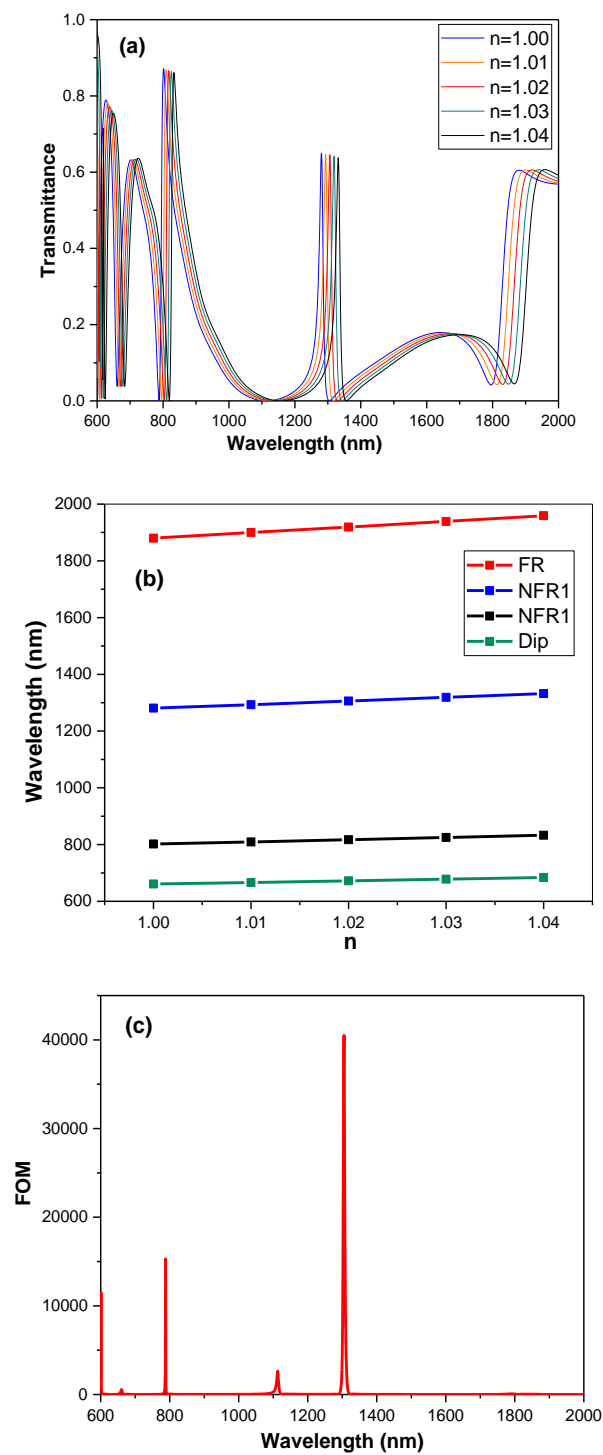 (a)
n=1.00
n=1.01
n=1.02
n=1.03
n=1.04
1.0
0.8
0.6
0.4
0.2
0.0
Transmittance
600 800 1000 1200 1400 1600 1800 2000
Wavelength (nm)
(b)
FR
NFR1
NFR1
Dip
2000
1800
1600
1400
1200
1000
800
600
Wavelength (nm)
1.00 1.01 1.02 1.03 1.04
n
(c)
40000
30000
20000
10000
0
FOM
600 800 1000 1200 1400 1600 1800 2000
Wavelength (nm)